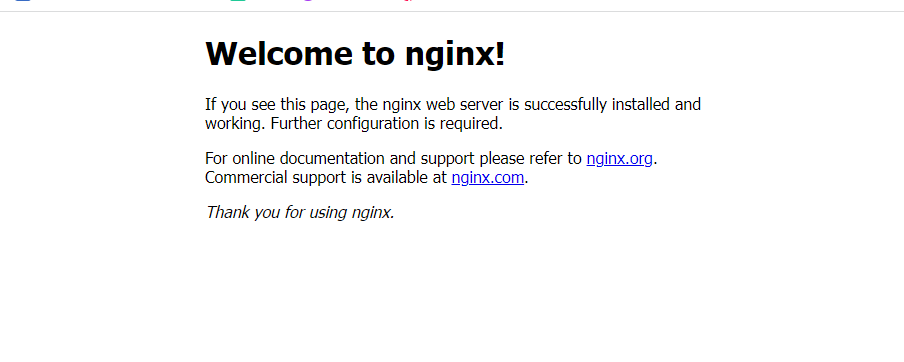 Welcome to nginx!
If you see this page, the nginx web server is successfully installed and
working. Further configuration is required.
For online documentation and support please refer to nginx.org.
Commercial support is available at nginx.com.
Thank you for using nginx.